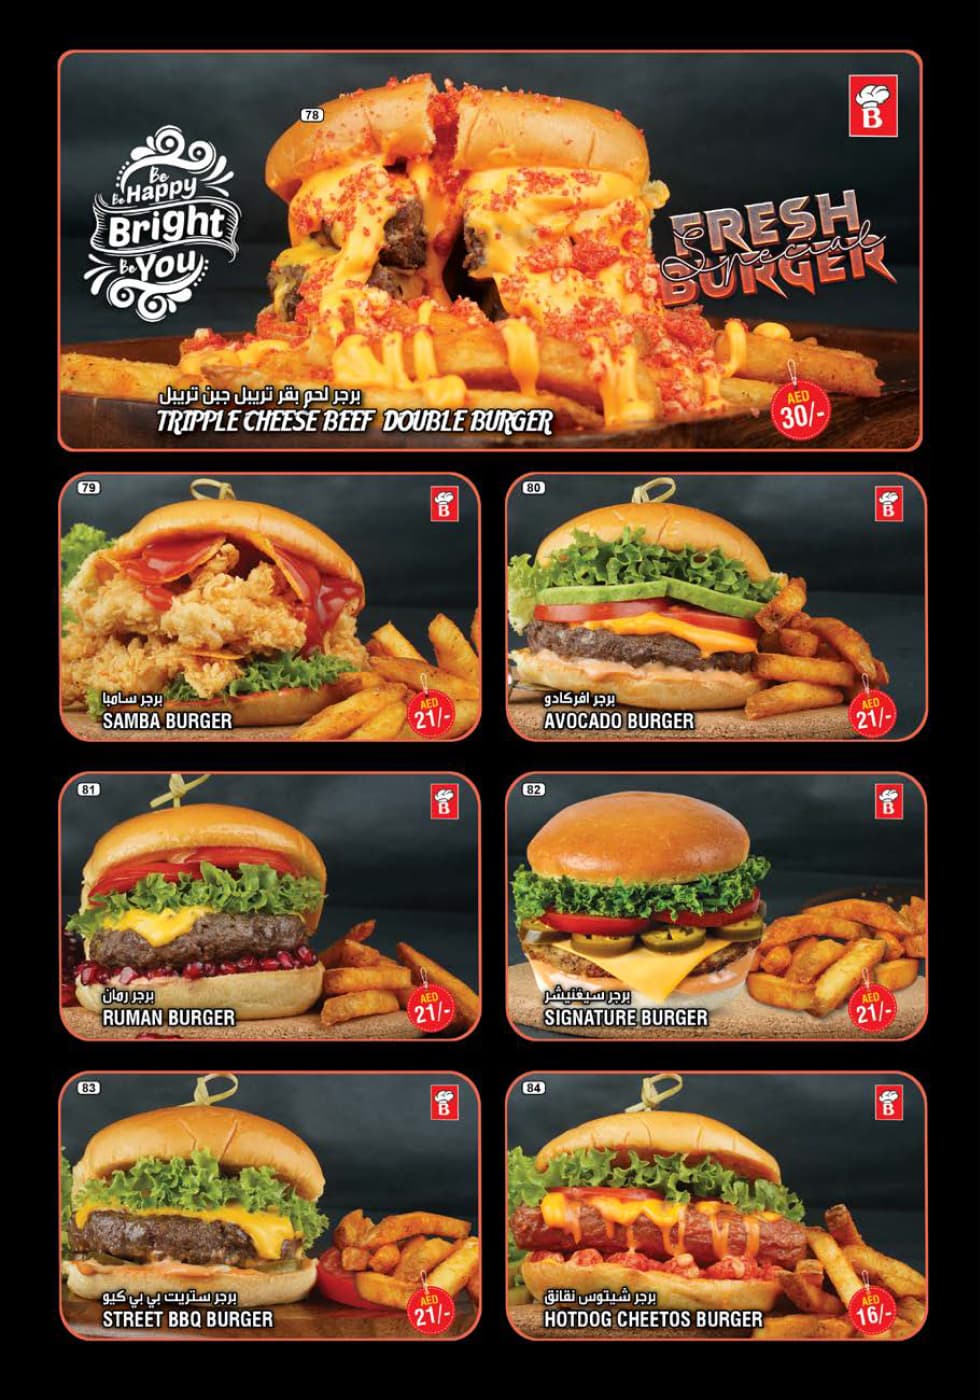 78
B
Be
Be Happy
Bright
Be You
FRESH
Special
BURGER
برجر لحم بقر تريبل جبن تريبل
TRIPPLE CHEESE BEEF DOUBLE BURGER
AED
30/-
79
B
برجر سامبا
SAMBA BURGER
AED
21/-
80
B
برجر افركادو
AVOCADO BURGER
AED
21/-
81
B
برجر رمان
RUMAN BURGER
AED
21/-
82
B
برجر سيغنيشر
SIGNATURE BURGER
AED
21/-
83
B
برجر ستريت بي بي كيو
STREET BBQ BURGER
AED
21/-
84
B
برجر شيتوس نقانق
HOTDOG CHEETOS BURGER
AED
16/-